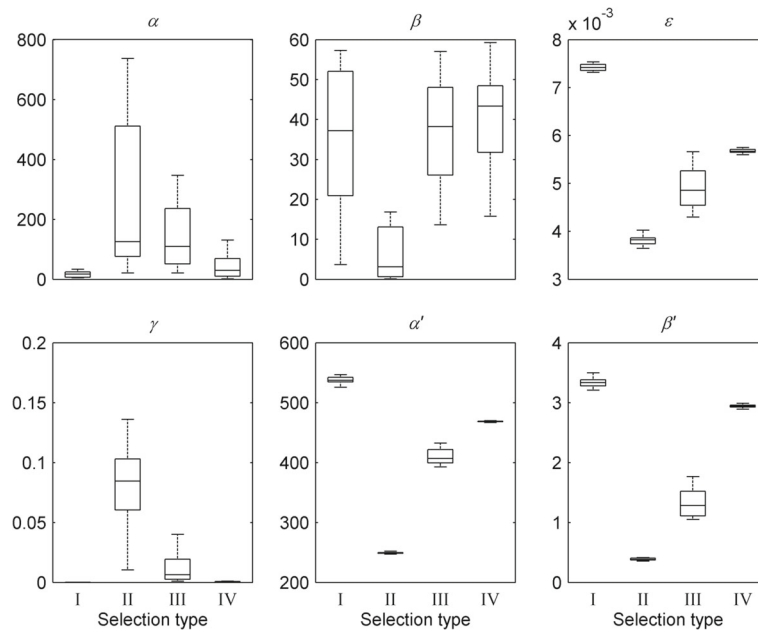 α β ε
× 10⁻³
800 60 8
600 50 7
400 40 6
200 30 5
0 20 4
10 3
0
γ α' β'
0.2 600 4
0.15 500 3
0.1 400 2
0.05 300 1
0 200 0
I II III IV I II III IV I II III IV
Selection type Selection type Selection type